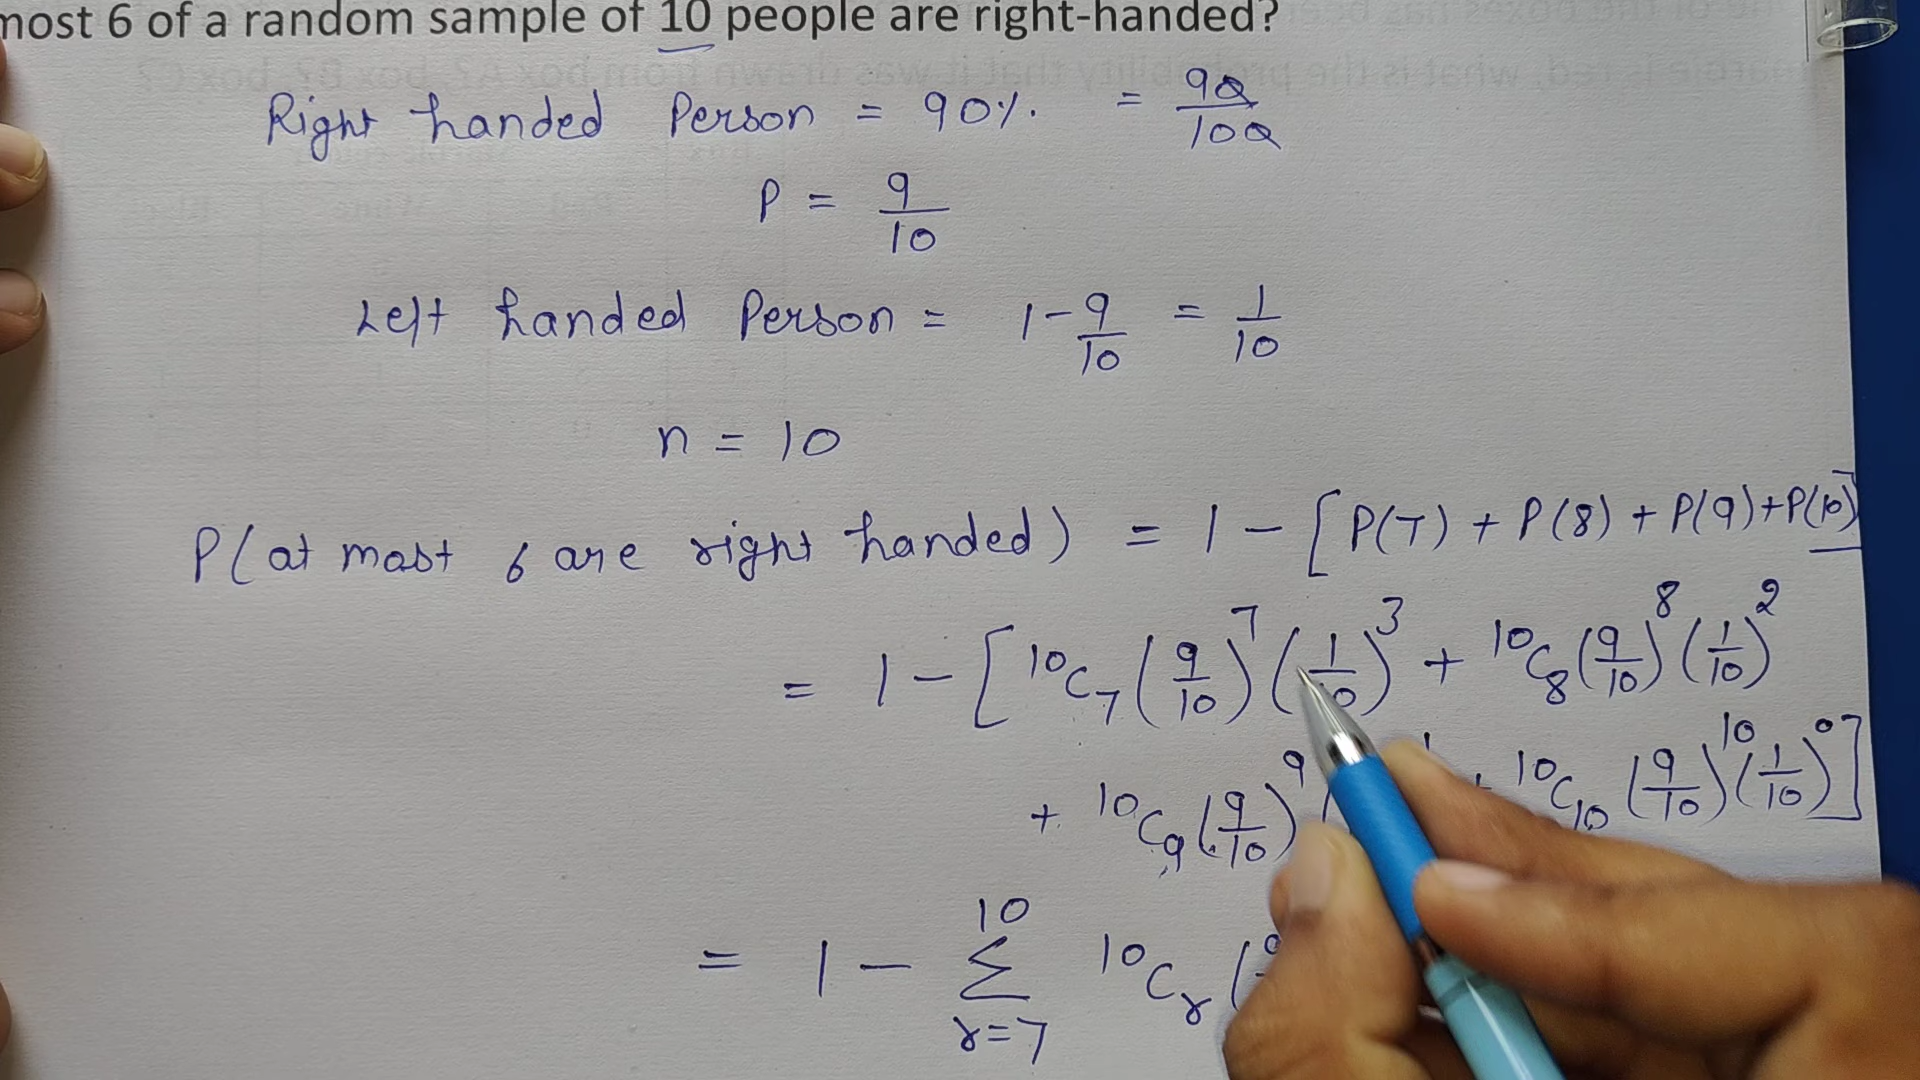 most 6 of a random sample of 10 people are right-handed?
Right handed Person = 90%. = 90/100
P = 9/10
Left handed Person = 1 - 9/10 = 1/10
n = 10
P(at most 6 are right handed) = 1 - [P(7) + P(8) + P(9) + P(10)]
= 1 - [¹⁰C₇ (9/10)⁷ (1/10)³ + ¹⁰C₈ (9/10)⁸ (1/10)²
+ ¹⁰C₉ (9/10)⁹ ( + ¹⁰C₁₀ (9/10)¹⁰ (1/10)⁰]
= 1 - Σ r=7 10 ¹⁰Cᵣ (